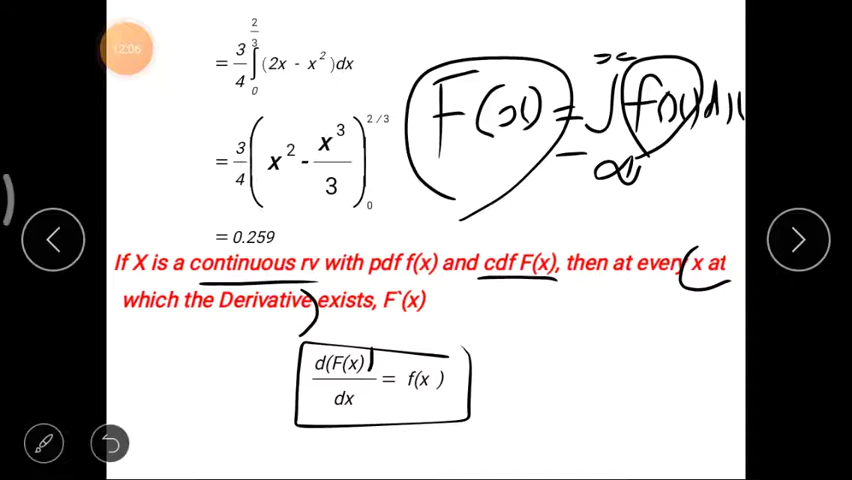 12:06
= 3/4 ∫₀^(2/3) (2x - x²)dx
F(x) = ∫_{-∞}^{x} f(x)dx
= 3/4 (x² - x³/3)₀^(2/3)
= 0.259
If X is a continuous rv with pdf f(x) and cdf F(x), then at every x at
which the Derivative exists, F`(x)
d(F(x))/dx = f(x )